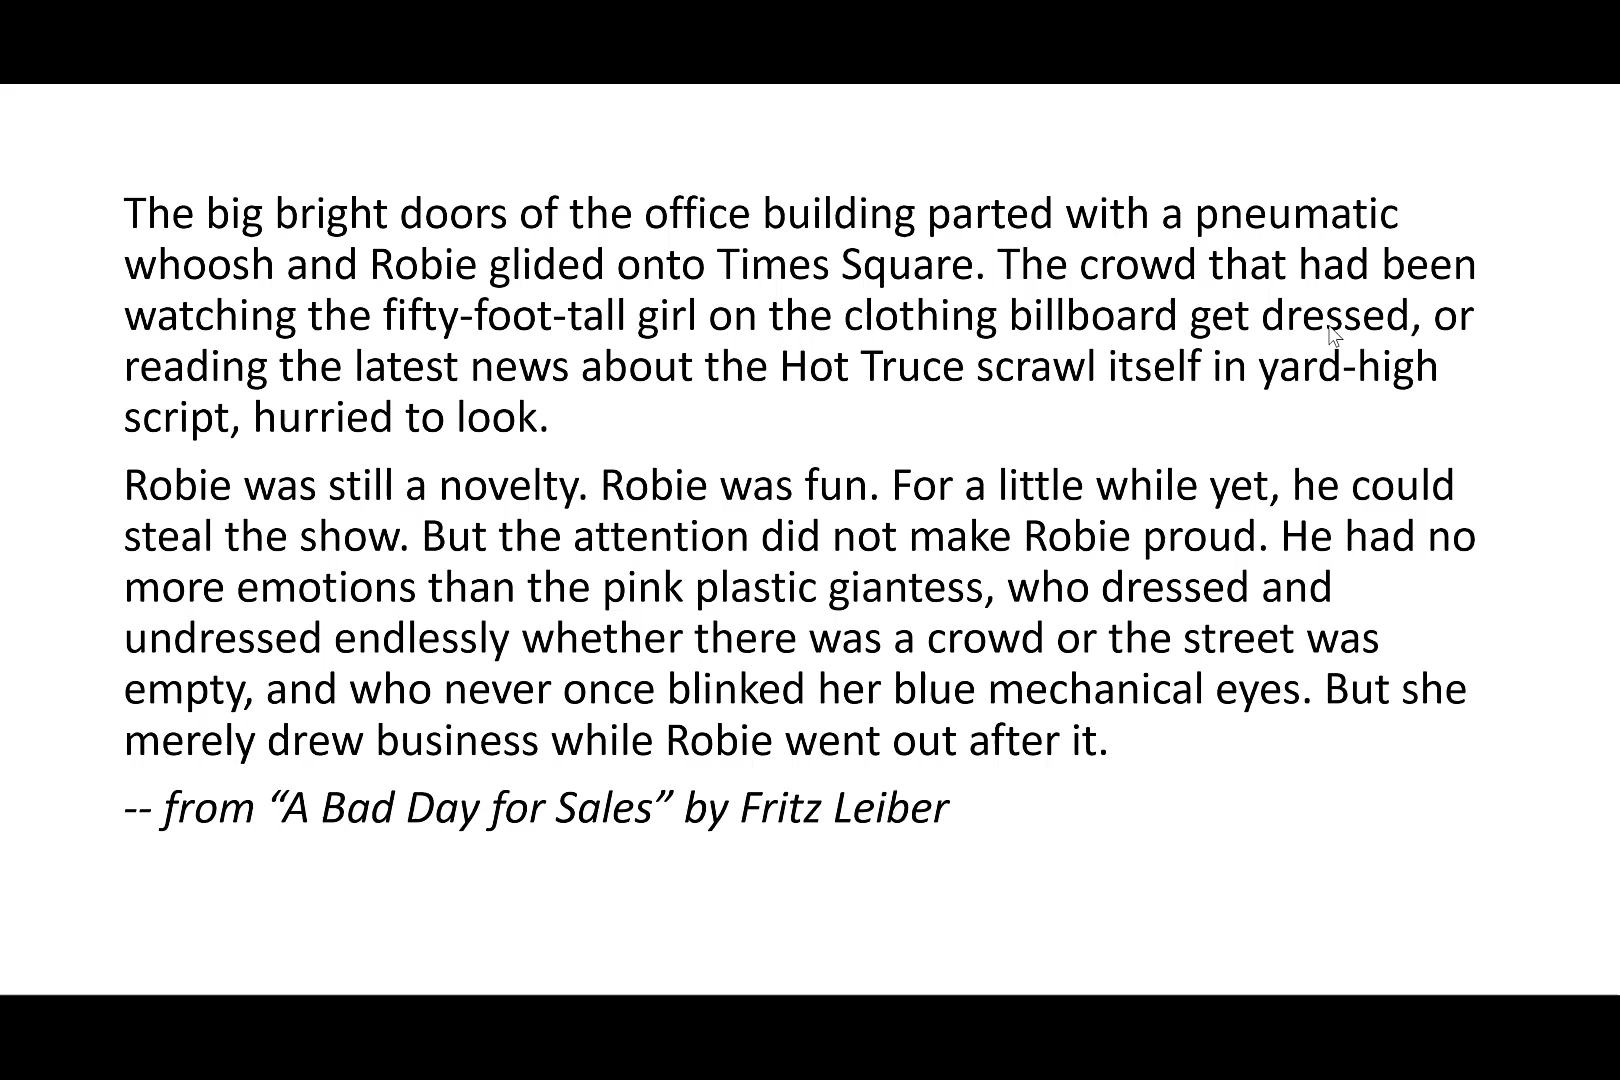 The big bright doors of the office building parted with a pneumatic
whoosh and Robie glided onto Times Square. The crowd that had been
watching the fifty-foot-tall girl on the clothing billboard get dressed, or
reading the latest news about the Hot Truce scrawl itself in yard-high
script, hurried to look.
Robie was still a novelty. Robie was fun. For a little while yet, he could
steal the show. But the attention did not make Robie proud. He had no
more emotions than the pink plastic giantess, who dressed and
undressed endlessly whether there was a crowd or the street was
empty, and who never once blinked her blue mechanical eyes. But she
merely drew business while Robie went out after it.
-- from “A Bad Day for Sales” by Fritz Leiber